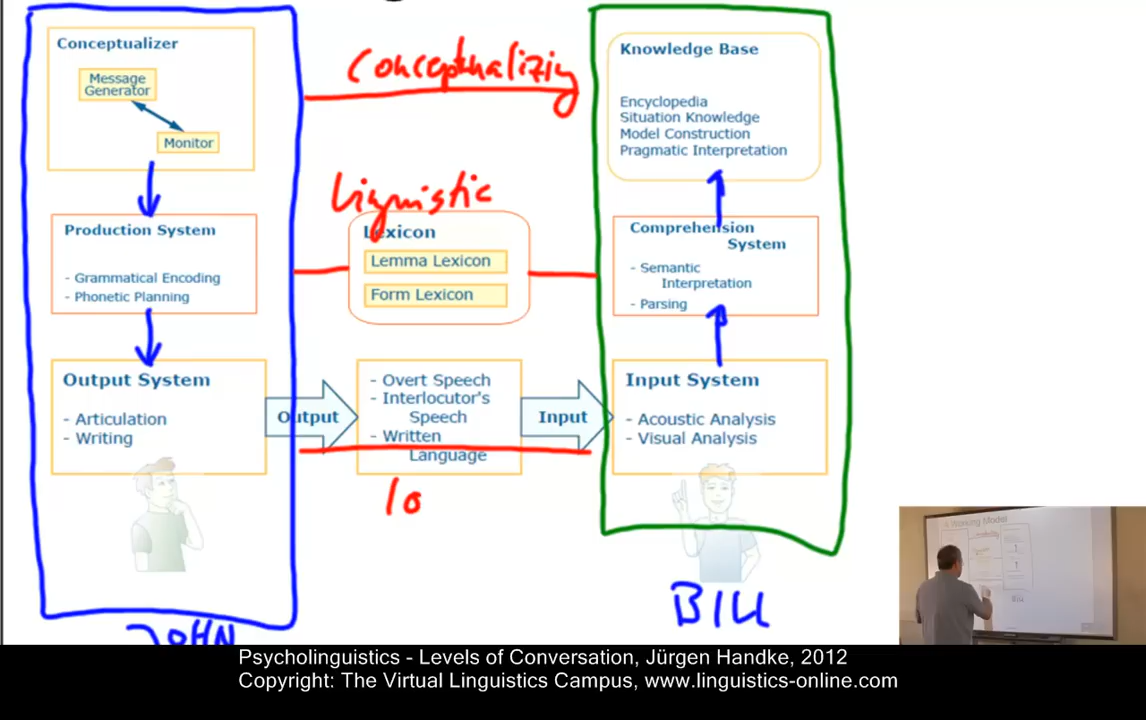 Conceptualizer
Message
Generator
Monitor
Production System
- Grammatical Encoding
- Phonetic Planning
Output System
- Articulation
- Writing
JOHN
Conceptualizing
Linguistic
Lexicon
Lemma Lexicon
Form Lexicon
Output
- Overt Speech
- Interlocutor's
Speech
- Written
Language
Input
lo
Knowledge Base
Encyclopedia
Situation Knowledge
Model Construction
Pragmatic Interpretation
Comprehension
System
- Semantic
Interpretation
- Parsing
Input System
- Acoustic Analysis
- Visual Analysis
Bill
A Working Model
Psycholinguistics - Levels of Conversation, Jürgen Handke, 2012
Copyright: The Virtual Linguistics Campus, www.linguistics-online.com